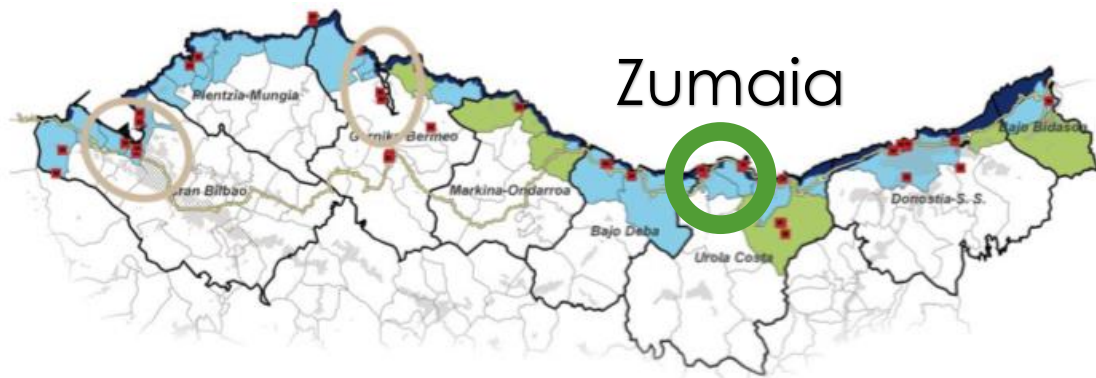 Zumaia
Plentzia-Mungia
Gernika-Bermeo
Gran Bilbao
Markina-Ondarroa
Bajo Deba
Urola Costa
Donostia-S. S.
Bajo Bidasoa